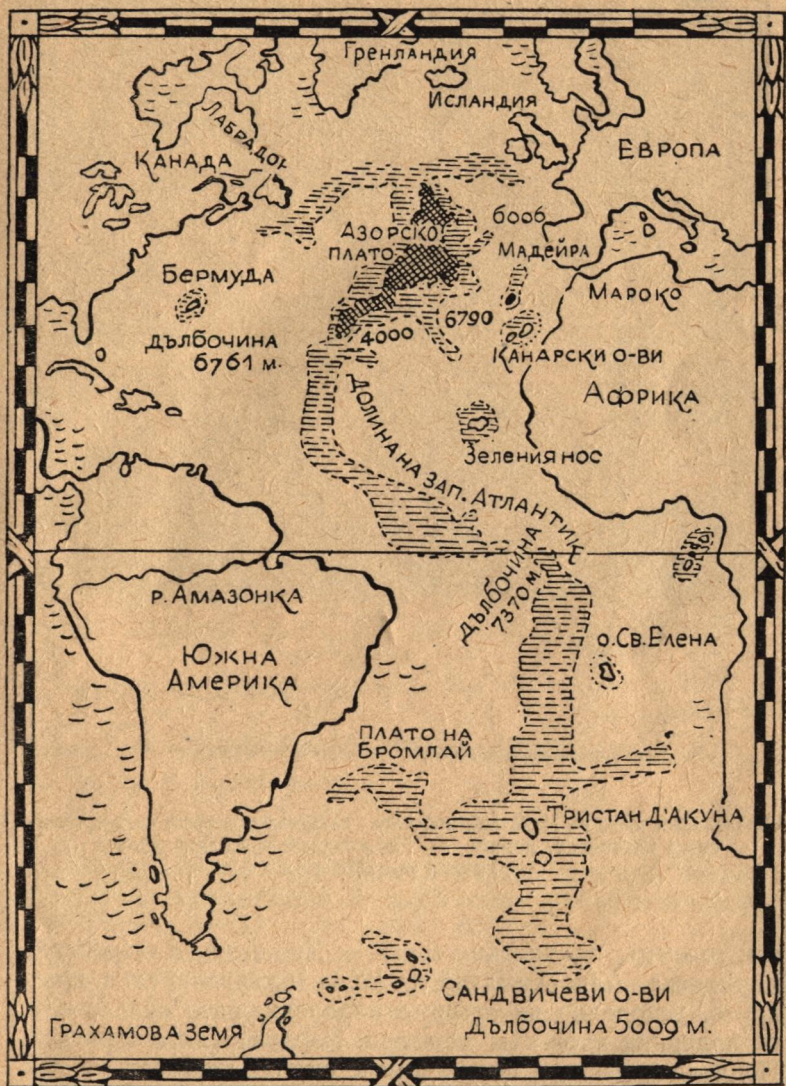 Гренландия
Исландия
Лабрадор
Канада
Европа
6006
Азорско
плато
Мадейра
Бермуда
Мароко
дълбочина
6761 м.
4000
6790
Канарски о-ви
Африка
Долина на зап. Атлантик
Зеления нос
Дълбочина
7370 м.
р. Амазонка
о.Св.Елена
Южна
Америка
Плато на
Бромлай
Тристан д'Акуна
Сандвичеви о-ви
Грахамова земя
Дълбочина 5009 м.